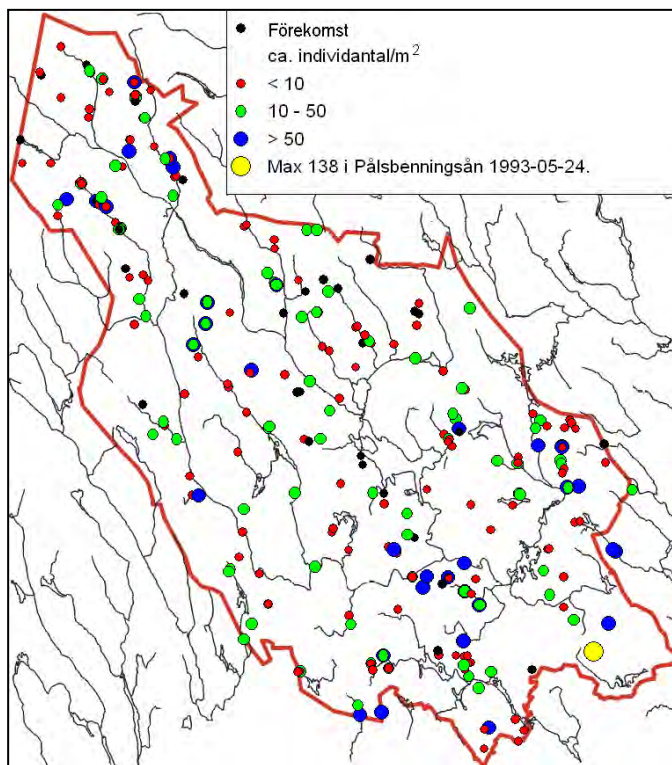 Förekomst
ca. individantal/m²
< 10
10 - 50
> 50
Max 138 i Pålsbenningsån 1993-05-24.